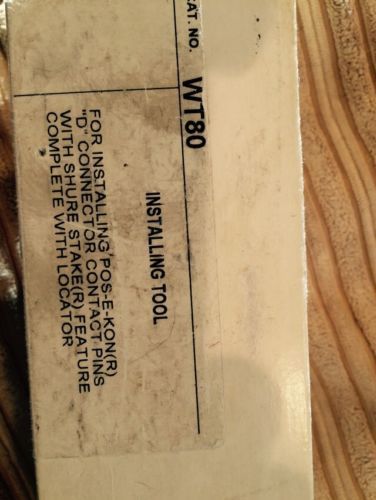 CAT. NO. WT80
INSTALLING TOOL
FOR INSTALLING POS-E-KON(R)
"D" CONNECTOR CONTACT PINS
WITH SHURE STAKE(R) FEATURE
COMPLETE WITH LOCATOR